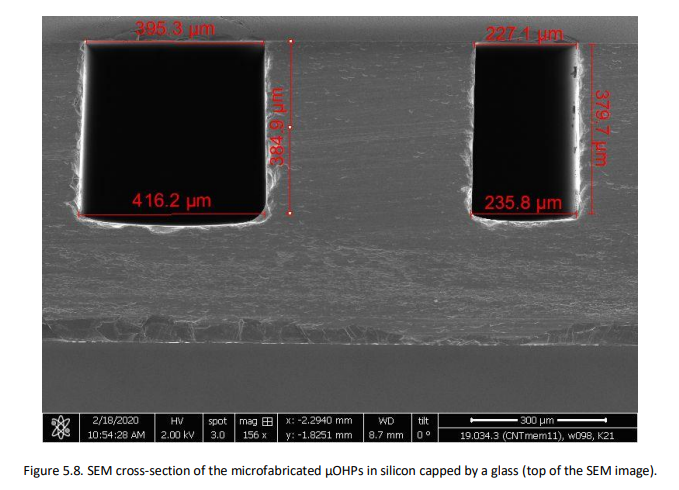 395.3 µm
227.1 µm
384.9 µm
379.7 µm
416.2 µm
235.8 µm
2/18/2020 HV spot mag x: -2.2940 mm WD tilt 300 µm
10:54:28 AM 2.00 kV 3.0 156 x y: -1.8251 mm 8.7 mm 0 ° 19.034.3 (CNTmem11), w098, K21
Figure 5.8. SEM cross-section of the microfabricated µOHPs in silicon capped by a glass (top of the SEM image).